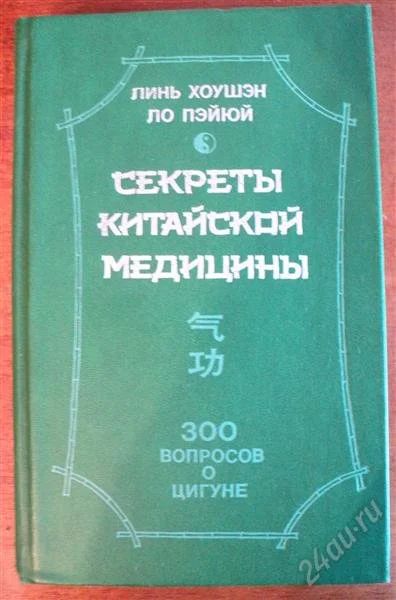 ЛИНЬ ХОУШЭН
ЛО ПЭЙЮЙ
СЕКРЕТЫ
КИТАЙСКОЙ
МЕДИЦИНЫ
气
功
300
ВОПРОСОВ
О
ЦИГУНЕ
24au.ru